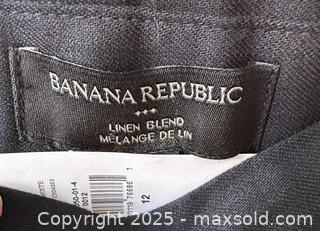 BANANA REPUBLIC
LINEN BLEND
MÉLANGE DE LIN
12
Copyright © 2025 - maxsold.com